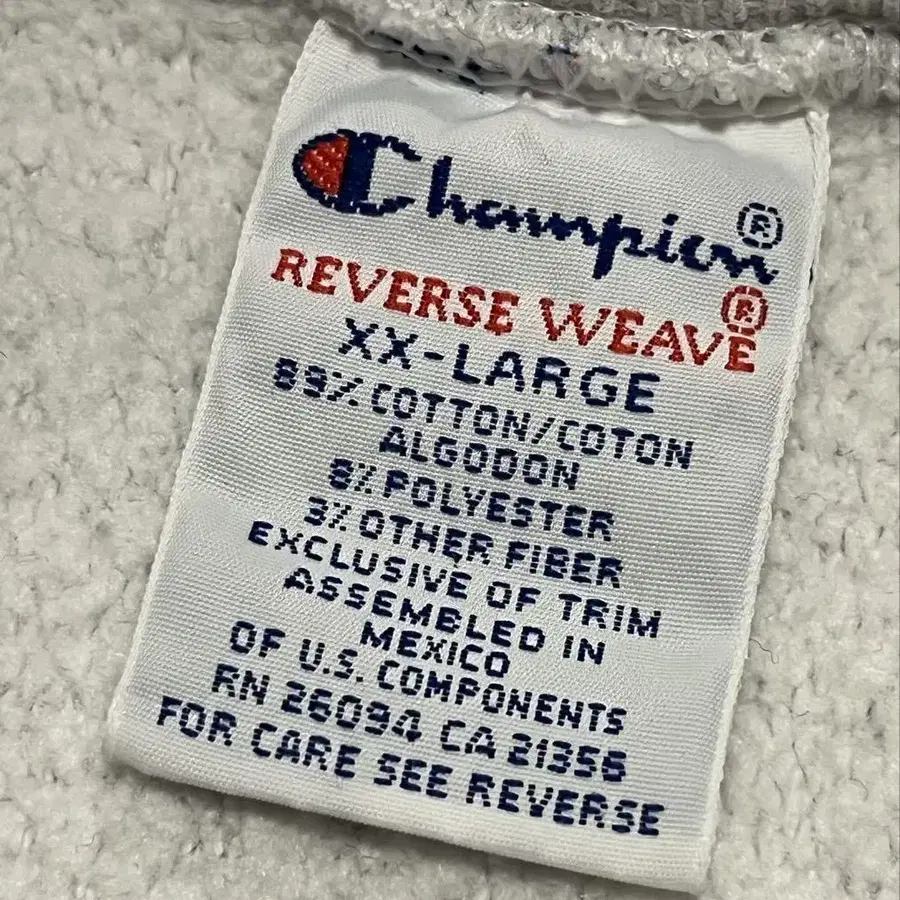 Champion®
REVERSE WEAVE®
XX-LARGE
89% COTTON/COTON
ALGODON
8% POLYESTER
3% OTHER FIBER
EXCLUSIVE OF TRIM
ASSEMBLED IN
MEXICO
OF U.S. COMPONENTS
RN 26094 CA 21356
FOR CARE SEE REVERSE